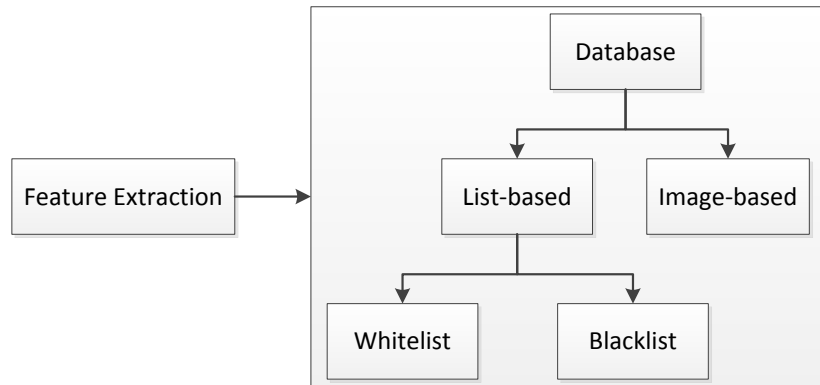 Database
Feature Extraction
List-based
Image-based
Whitelist
Blacklist